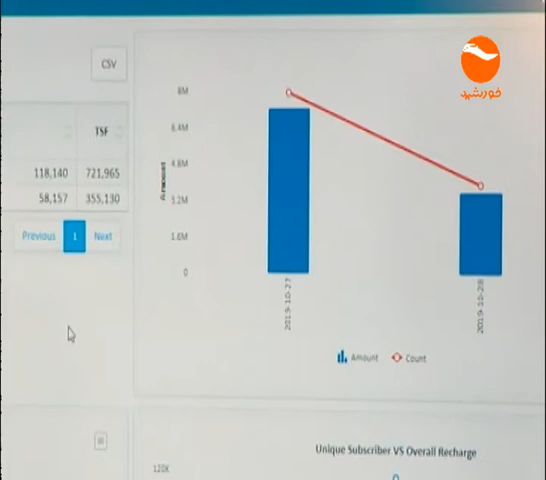 خورشید
CSV
TSF
118,140 721,965
58,157 355,130
Previous 1 Next
Amount
8M
6.4M
4.8M
3.2M
1.6M
0
2019-10-27
2019-10-28
Amount Count
Unique Subscriber VS Overall Recharge
120K